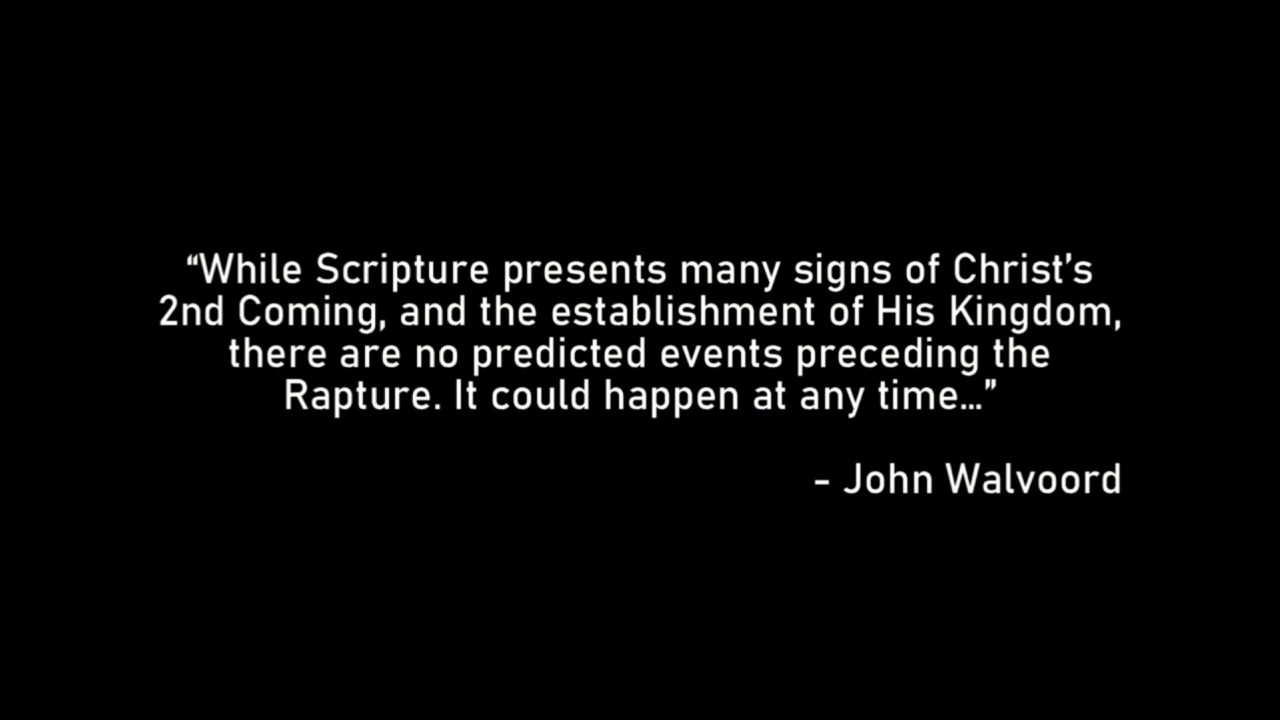 “While Scripture presents many signs of Christ’s
2nd Coming, and the establishment of His Kingdom,
there are no predicted events preceding the
Rapture. It could happen at any time…”
- John Walvoord